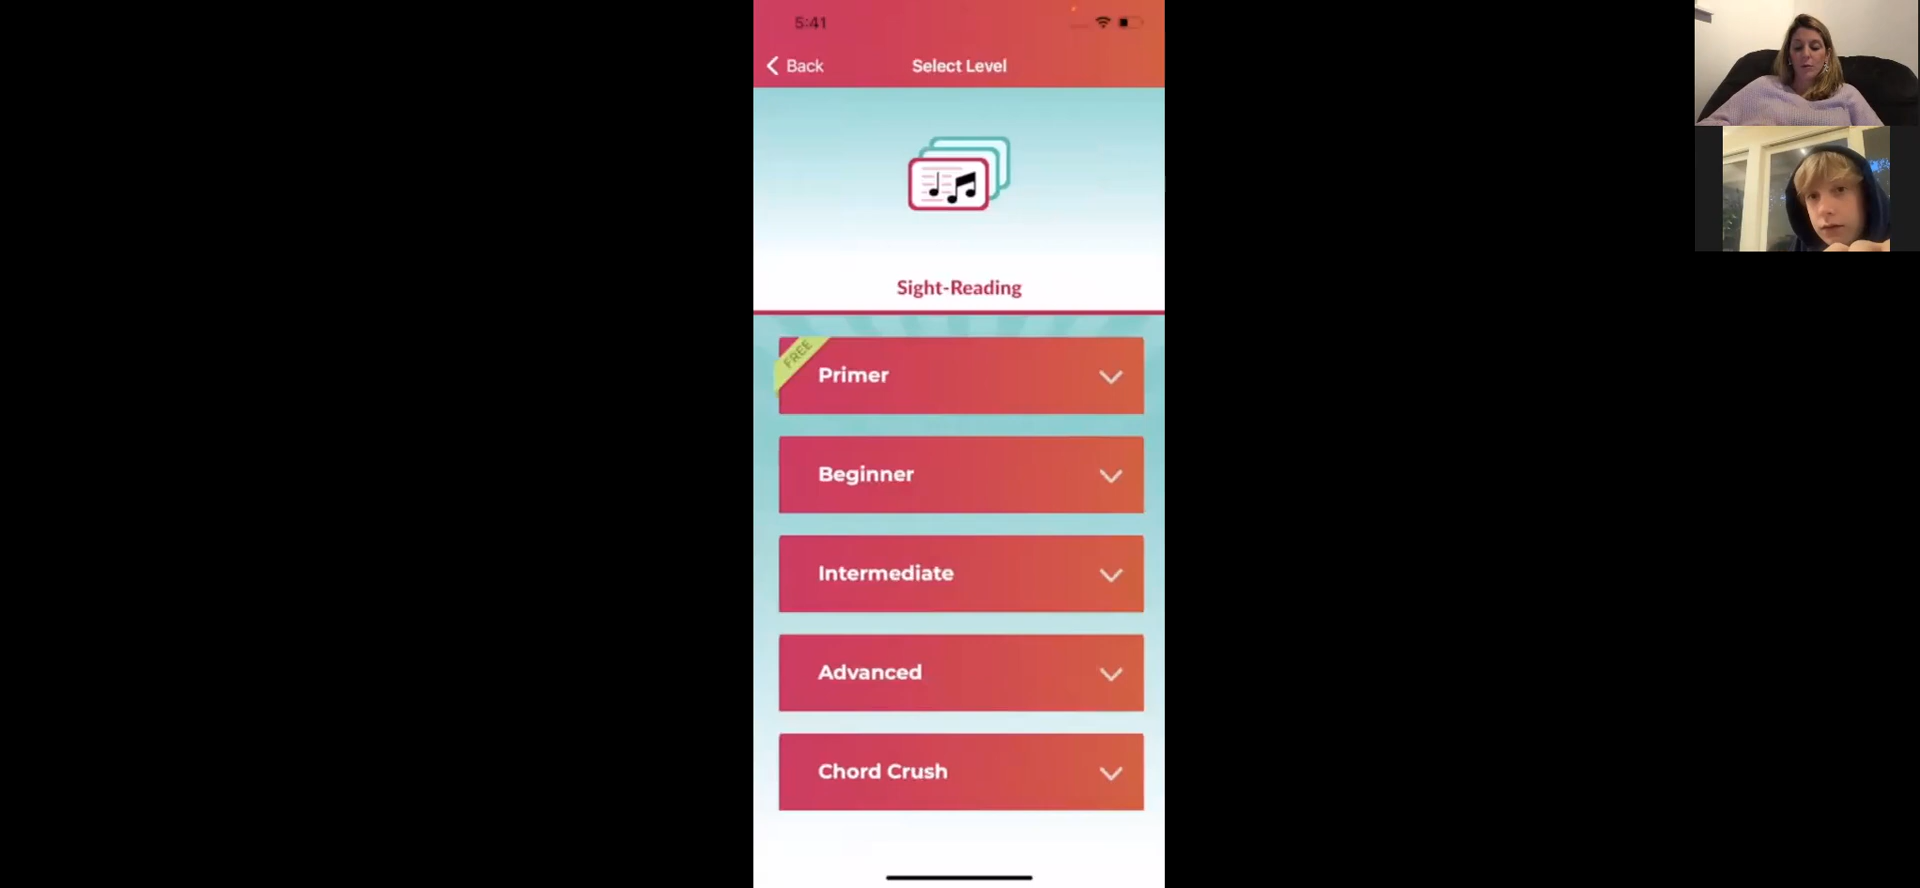 5:41
Back
Select Level
Sight-Reading
FREE
Primer
Beginner
Intermediate
Advanced
Chord Crush